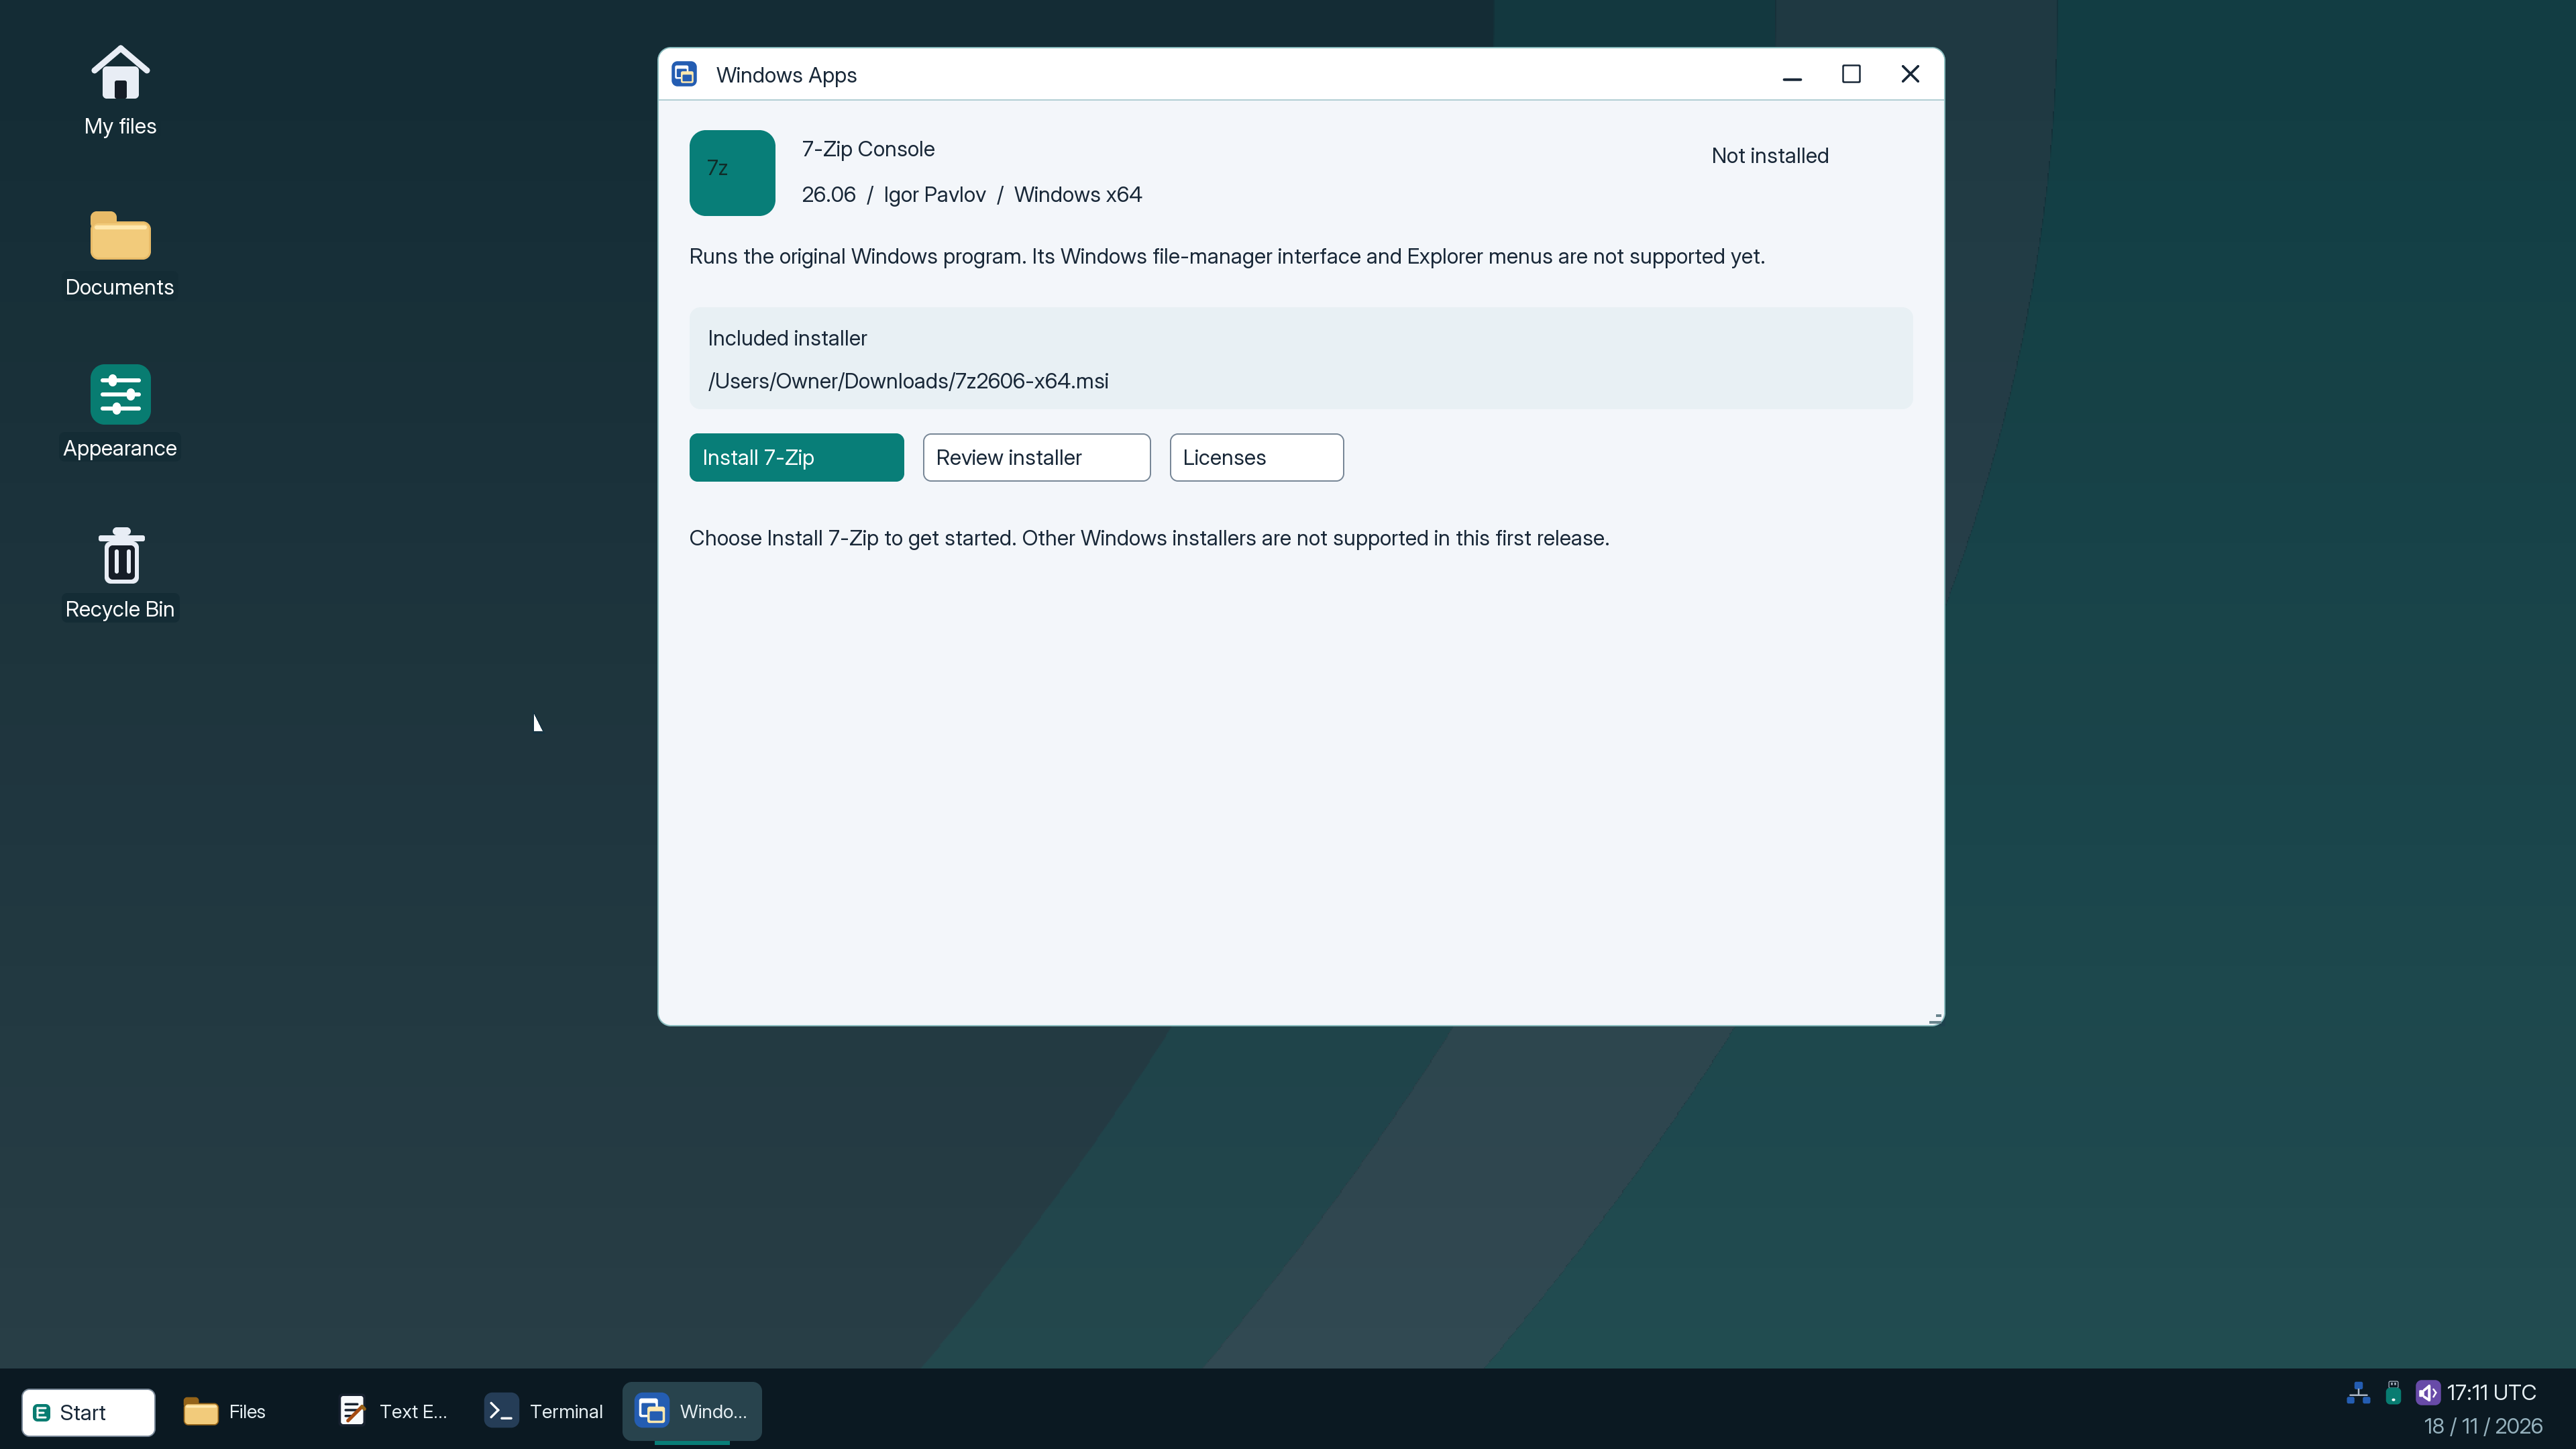 My files
Documents
Appearance
Recycle Bin
Windows Apps
7z
7-Zip Console
26.06 / Igor Pavlov / Windows x64
Not installed
Runs the original Windows program. Its Windows file-manager interface and Explorer menus are not supported yet.
Included installer
/Users/Owner/Downloads/7z2606-x64.msi
Install 7-Zip
Review installer
Licenses
Choose Install 7-Zip to get started. Other Windows installers are not supported in this first release.
E Start
Files
Text E...
Terminal
Windo...
17:11 UTC
18 / 11 / 2026